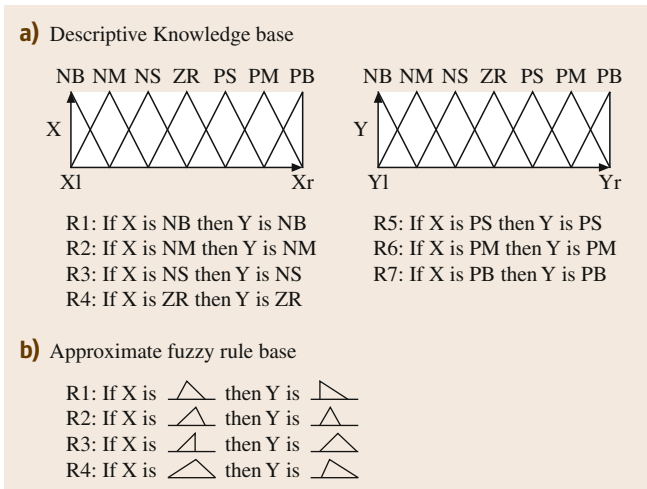 a) Descriptive Knowledge base
NB NM NS ZR PS PM PB
X
Xl Xr
NB NM NS ZR PS PM PB
Y
Yl Yr
R1: If X is NB then Y is NB
R2: If X is NM then Y is NM
R3: If X is NS then Y is NS
R4: If X is ZR then Y is ZR
R5: If X is PS then Y is PS
R6: If X is PM then Y is PM
R7: If X is PB then Y is PB
b) Approximate fuzzy rule base
R1: If X is then Y is
R2: If X is then Y is
R3: If X is then Y is
R4: If X is then Y is